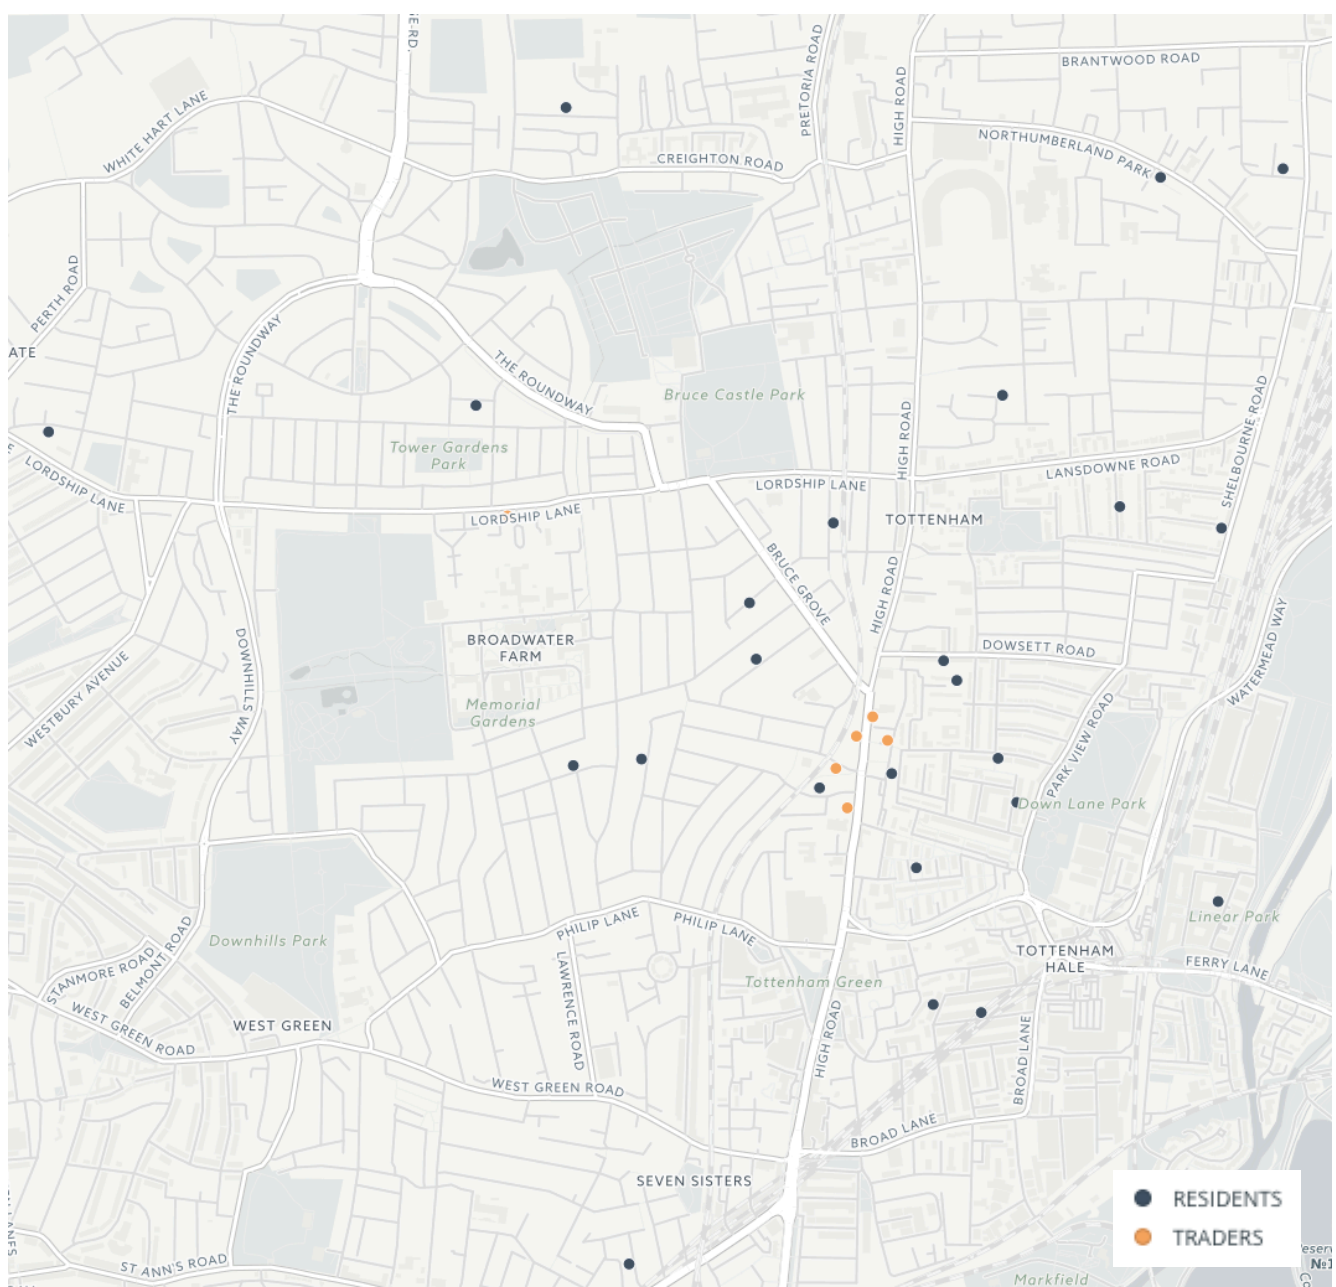 PRETORIA ROAD
HIGH ROAD
BRANTWOOD ROAD
WHITE HART LANE
CREIGHTON ROAD
NORTHUMBERLAND PARK
PERTH ROAD
THE ROUNDWAY
THE ROUNDWAY
Bruce Castle Park
HIGH ROAD
SHELBOURNE ROAD
Tower Gardens
Park
LORDSHIP LANE
LORDSHIP LANE
LORDSHIP LANE
LANSDOWNE ROAD
TOTTENHAM
BRUCE GROVE
HIGH ROAD
DOWSETT ROAD
WATERMEAD WAY
BROADWATER
FARM
DOWNHILLS WAY
WESTBURY AVENUE
Memorial
Gardens
PARK VIEW ROAD
Down Lane Park
Downhills Park
PHILIP LANE
PHILIP LANE
Linear Park
STANMORE ROAD
BELMONT ROAD
LAWRENCE ROAD
Tottenham Green
TOTTENHAM
HALE
FERRY LANE
WEST GREEN ROAD
WEST GREEN
HIGH ROAD
BROAD LANE
WEST GREEN ROAD
BROAD LANE
SEVEN SISTERS
RESIDENTS
TRADERS
ST ANN'S ROAD
Markfield